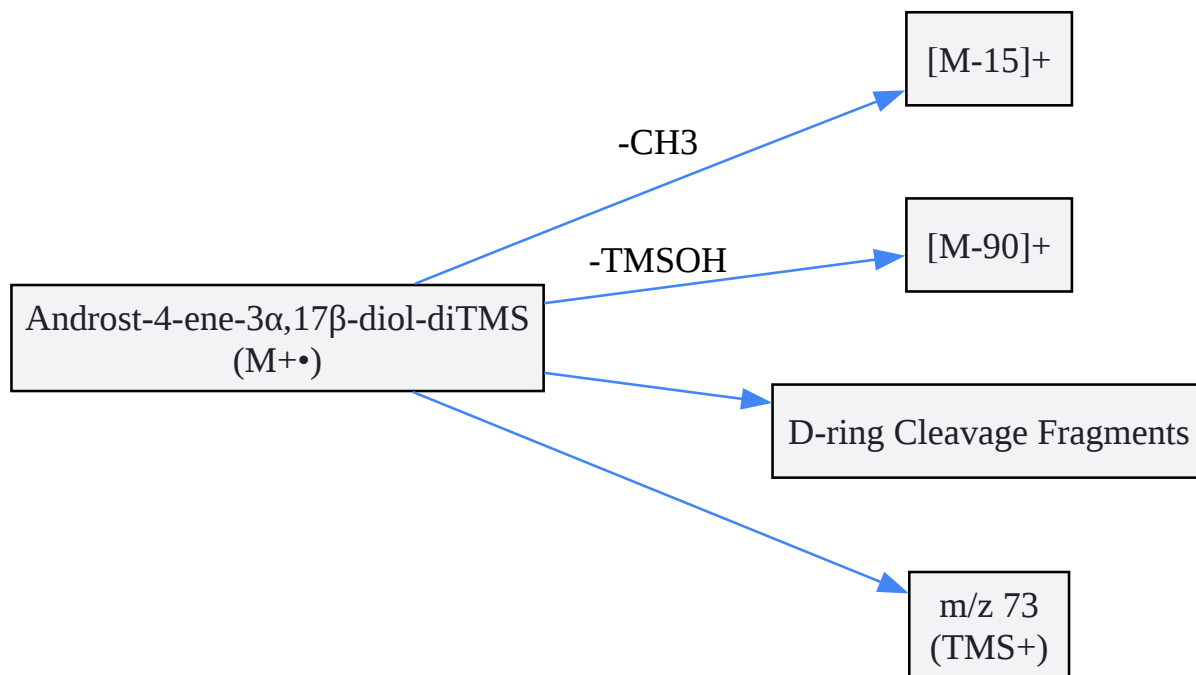 [M-15]+
-CH3
[M-90]+
-TMSOH
Androst-4-ene-3α,17β-diol-diTMS
(M+•)
D-ring Cleavage Fragments
m/z 73
(TMS+)